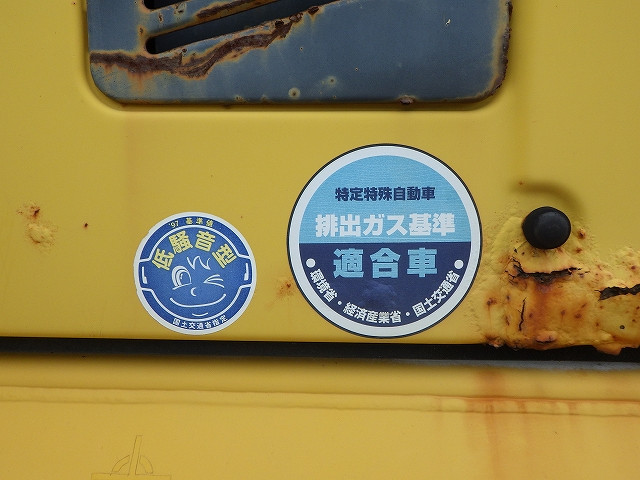 '97 基準値
低騒音型
国土交通省指定
特定特殊自動車
排出ガス基準
適合車
・環境省・経済産業省・国土交通省・